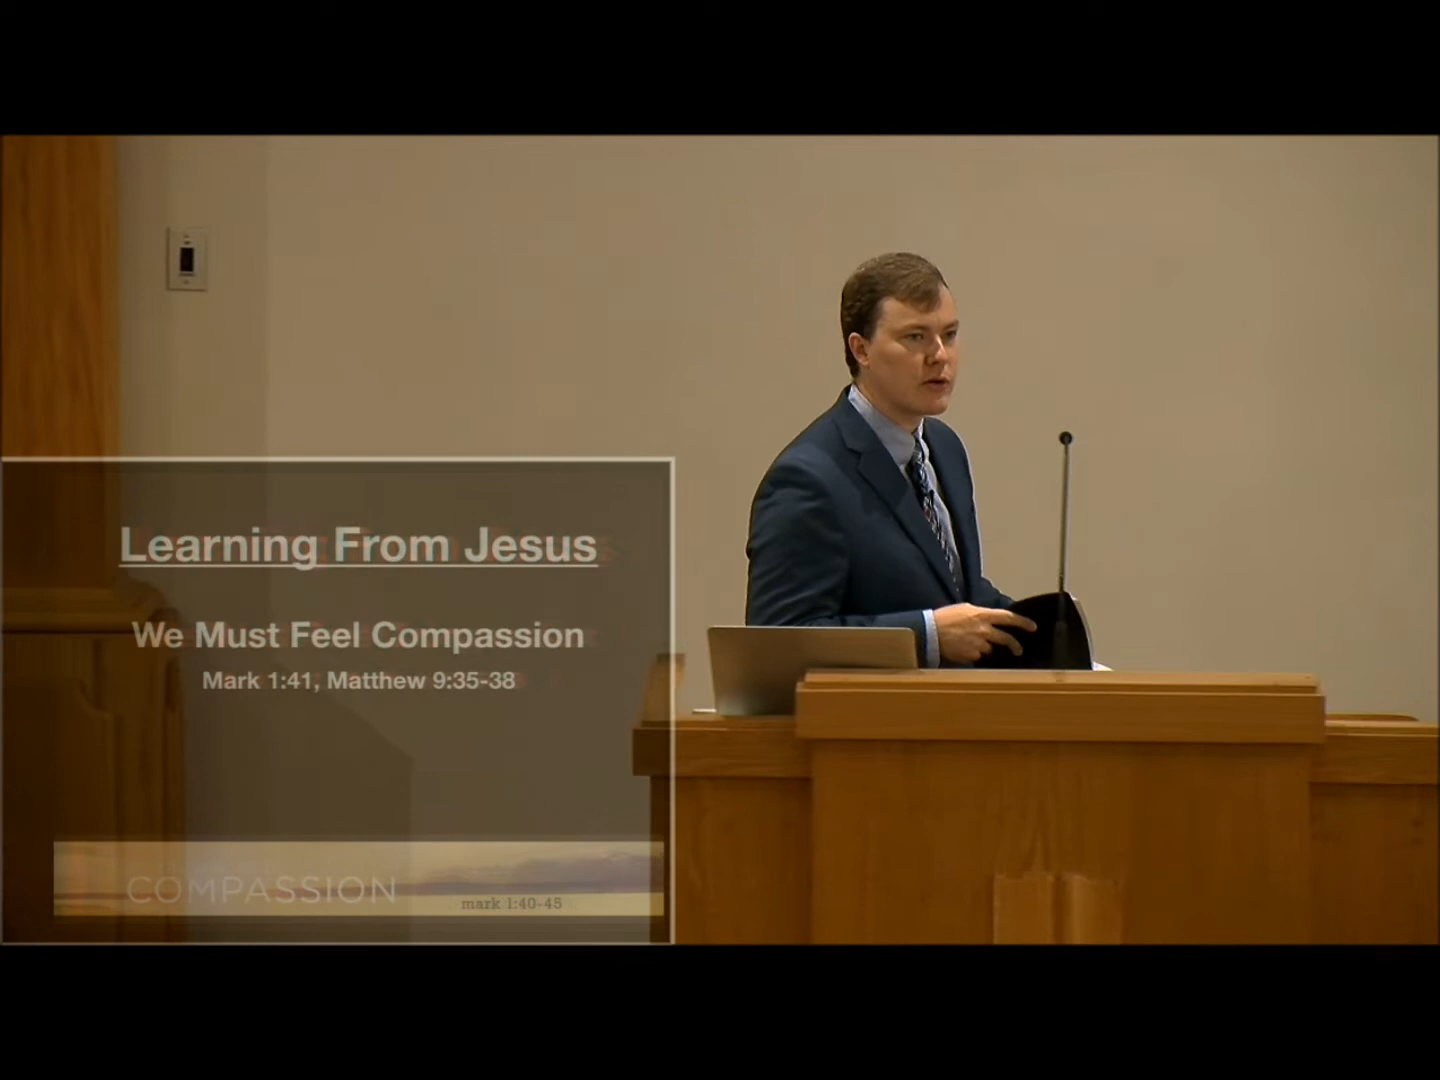 Learning From Jesus
We Must Feel Compassion
Mark 1:41, Matthew 9:35-38
COMPASSION
mark 1:40-45